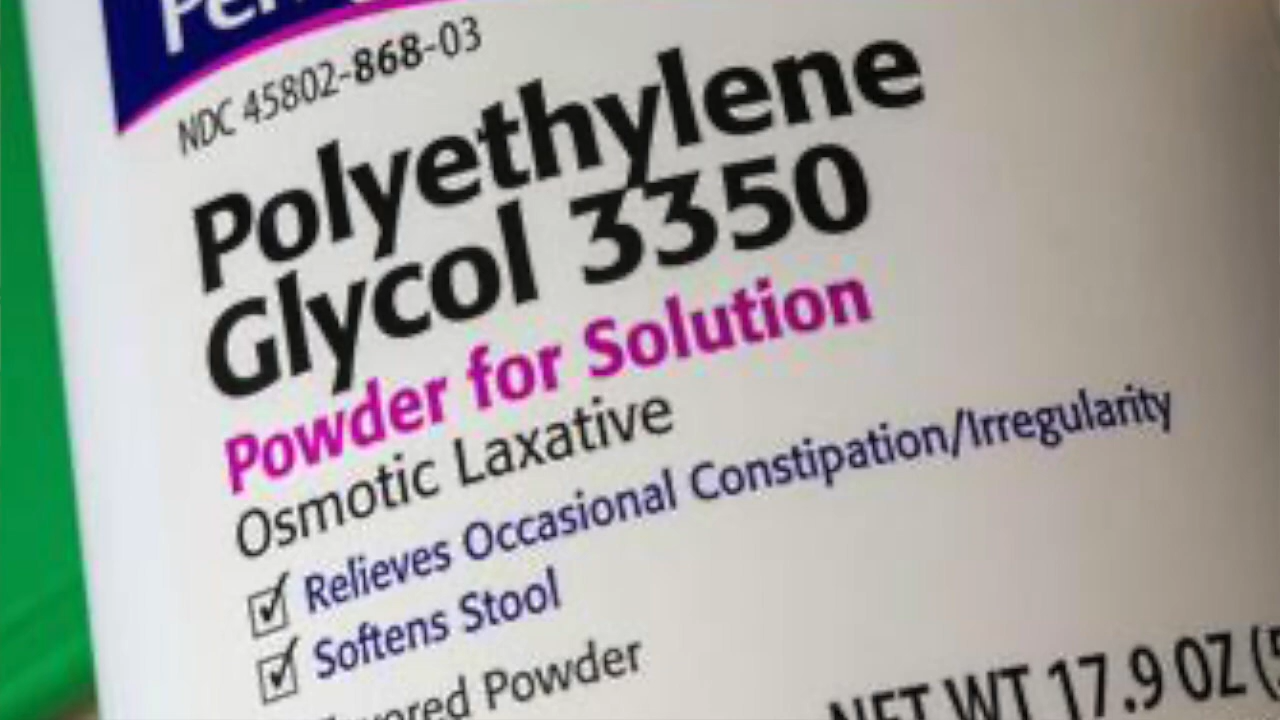 NDC 45802-868-03
Polyethylene
Glycol 3350
Powder for Solution
Osmotic Laxative
Relieves Occasional Constipation/Irregularity
Softens Stool
Powder
NET WT 17.9 OZ